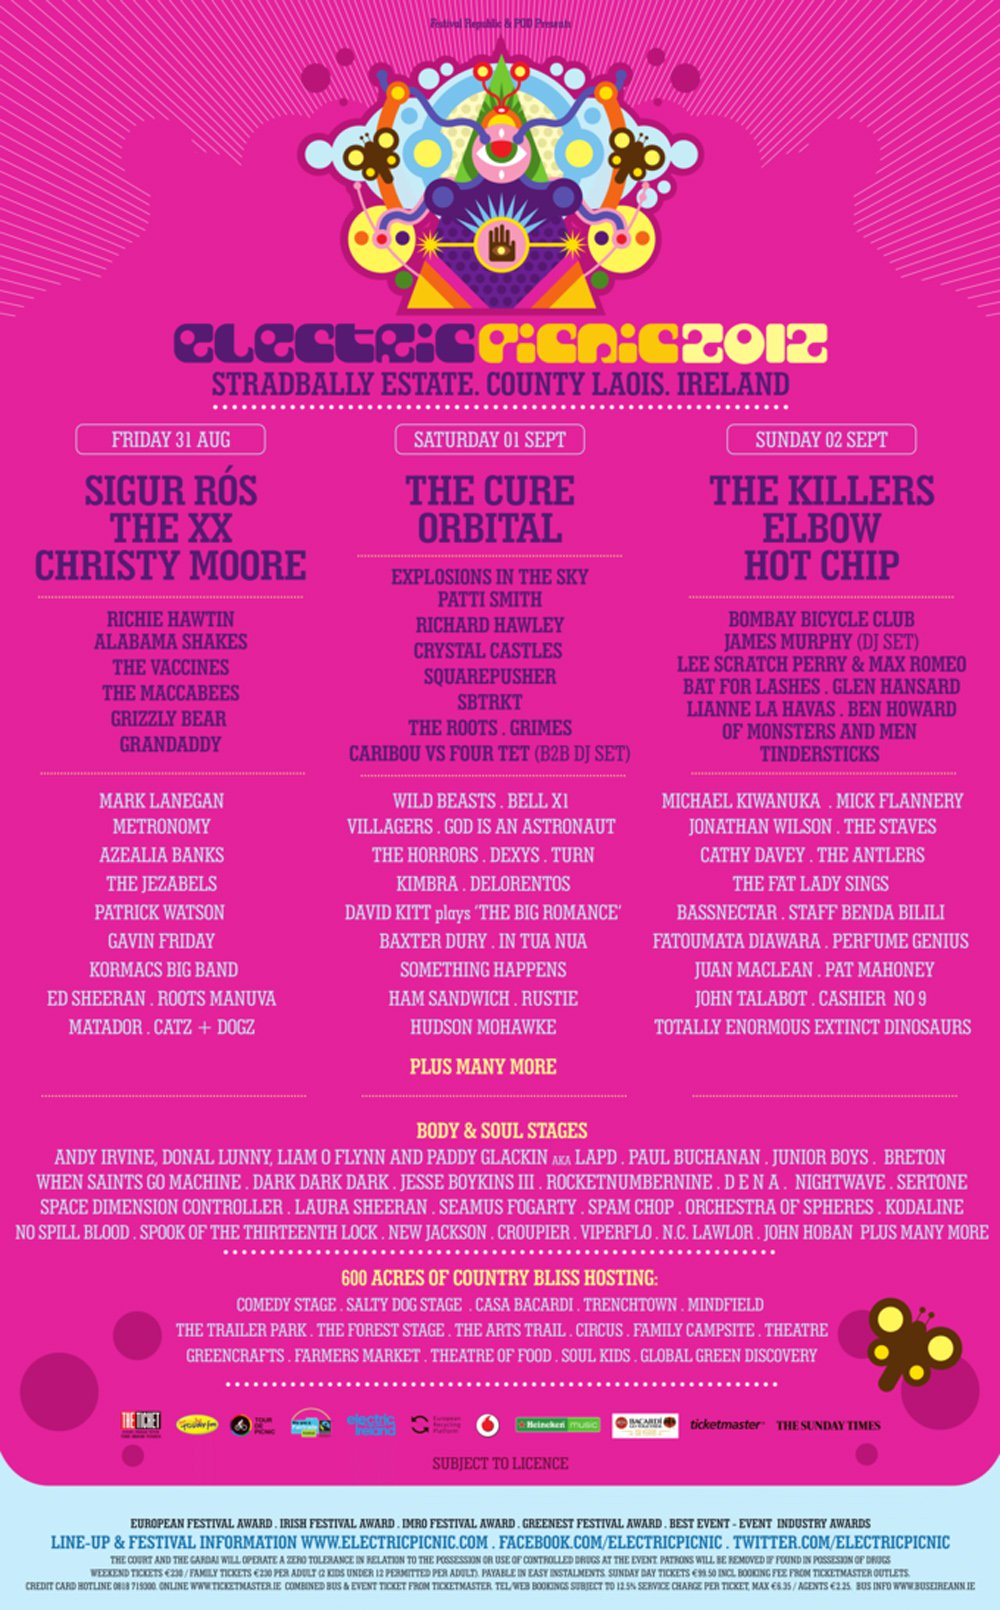 Festival Republic & POD Presents
ELECTRIC PICNIC 2012
STRADBALLY ESTATE. COUNTY LAOIS. IRELAND
FRIDAY 31 AUG
SIGUR RÓS
THE XX
CHRISTY MOORE
RICHIE HAWTIN
ALABAMA SHAKES
THE VACCINES
THE MACCABEES
GRIZZLY BEAR
GRANDADDY
MARK LANEGAN
METRONOMY
AZEALIA BANKS
THE JEZABELS
PATRICK WATSON
GAVIN FRIDAY
KORMACS BIG BAND
ED SHEERAN . ROOTS MANUVA
MATADOR . CATZ + DOGZ
SATURDAY 01 SEPT
THE CURE
ORBITAL
EXPLOSIONS IN THE SKY
PATTI SMITH
RICHARD HAWLEY
CRYSTAL CASTLES
SQUAREPUSHER
SBTRKT
THE ROOTS . GRIMES
CARIBOU VS FOUR TET (B2B DJ SET)
WILD BEASTS . BELL X1
VILLAGERS . GOD IS AN ASTRONAUT
THE HORRORS . DEXYS . TURN
KIMBRA . DELORENTOS
DAVID KITT plays 'THE BIG ROMANCE'
BAXTER DURY . IN TUA NUA
SOMETHING HAPPENS
HAM SANDWICH . RUSTIE
HUDSON MOHAWKE
PLUS MANY MORE
SUNDAY 02 SEPT
THE KILLERS
ELBOW
HOT CHIP
BOMBAY BICYCLE CLUB
JAMES MURPHY (DJ SET)
LEE SCRATCH PERRY & MAX ROMEO
BAT FOR LASHES . GLEN HANSARD
LIANNE LA HAVAS . BEN HOWARD
OF MONSTERS AND MEN
TINDERSTICKS
MICHAEL KIWANUKA . MICK FLANNERY
JONATHAN WILSON . THE STAVES
CATHY DAVEY . THE ANTLERS
THE FAT LADY SINGS
BASSNECTAR . STAFF BENDA BILILI
FATOUMATA DIAWARA . PERFUME GENIUS
JUAN MACLEAN . PAT MAHONEY
JOHN TALABOT . CASHIER NO 9
TOTALLY ENORMOUS EXTINCT DINOSAURS
BODY & SOUL STAGES
ANDY IRVINE, DONAL LUNNY, LIAM O FLYNN AND PADDY GLACKIN AKA LAPD . PAUL BUCHANAN . JUNIOR BOYS . BRETON
WHEN SAINTS GO MACHINE . DARK DARK DARK . JESSE BOYKINS III . ROCKETNUMBERNINE . D E N A . NIGHTWAVE . SERTONE
SPACE DIMENSION CONTROLLER . LAURA SHEERAN . SEAMUS FOGARTY . SPAM CHOP . ORCHESTRA OF SPHERES . KODALINE
NO SPILL BLOOD . SPOOK OF THE THIRTEENTH LOCK . NEW JACKSON . CROUPIER . VIPERFLO . N.C. LAWLOR . JOHN HOBAN PLUS MANY MORE
600 ACRES OF COUNTRY BLISS HOSTING:
COMEDY STAGE . SALTY DOG STAGE . CASA BACARDI . TRENCHTOWN . MINDFIELD
THE TRAILER PARK . THE FOREST STAGE . THE ARTS TRAIL . CIRCUS . FAMILY CAMPSITE . THEATRE
GREENCRAFTS . FARMERS MARKET . THEATRE OF FOOD . SOUL KIDS . GLOBAL GREEN DISCOVERY
THE TICKET
TOUR DE PICNIC
electric ireland
European Recycling Platform
Heineken music
BACARDI
ticketmaster
THE SUNDAY TIMES
SUBJECT TO LICENCE
EUROPEAN FESTIVAL AWARD . IRISH FESTIVAL AWARD . IMRO FESTIVAL AWARD . GREENEST FESTIVAL AWARD . BEST EVENT - EVENT INDUSTRY AWARDS
LINE-UP & FESTIVAL INFORMATION WWW.ELECTRICPICNIC.COM . FACEBOOK.COM/ELECTRICPICNIC . TWITTER.COM/ELECTRICPICNIC
THE COURT AND THE GARDAI WILL OPERATE A ZERO TOLERANCE IN RELATION TO THE POSSESSION OR USE OF CONTROLLED DRUGS AT THE EVENT. PATRONS WILL BE REMOVED IF FOUND IN POSSESION OF DRUGS
WEEKEND TICKETS €230 / FAMILY TICKETS €230 PER ADULT (2 KIDS UNDER 12 PERMITTED PER ADULT). PAYABLE IN EASY INSTALMENTS. SUNDAY DAY TICKETS €99.50 INCL BOOKING FEE FROM TICKETMASTER OUTLETS.
CREDIT CARD HOTLINE 0818 719300. ONLINE WWW.TICKETMASTER.IE COMBINED BUS & EVENT TICKET FROM TICKETMASTER. TEL/WEB BOOKINGS SUBJECT TO 12.5% SERVICE CHARGE PER TICKET, MAX €6.35 / AGENTS €2.25. BUS INFO WWW.BUSEIREANN.IE